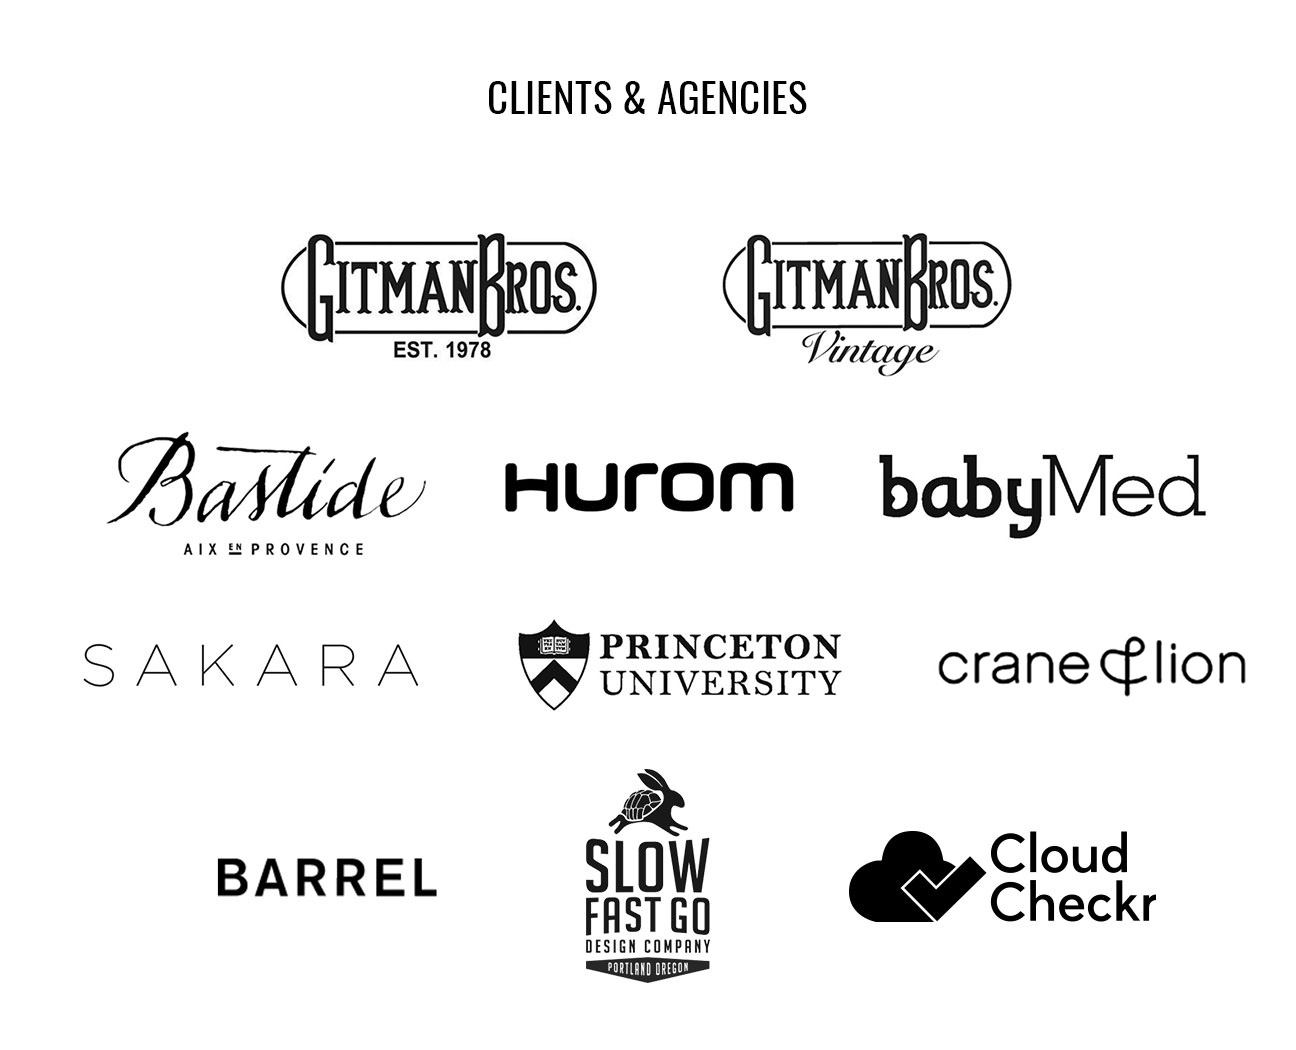 CLIENTS & AGENCIES
GITMAN BROS.
EST. 1978
GITMAN BROS.
Vintage
Bastide
AIX EN PROVENCE
HUROM
babyMed
SAKARA
PRINCETON
UNIVERSITY
crane & lion
BARREL
SLOW
FAST GO
DESIGN COMPANY
PORTLAND OREGON
Cloud
Checkr